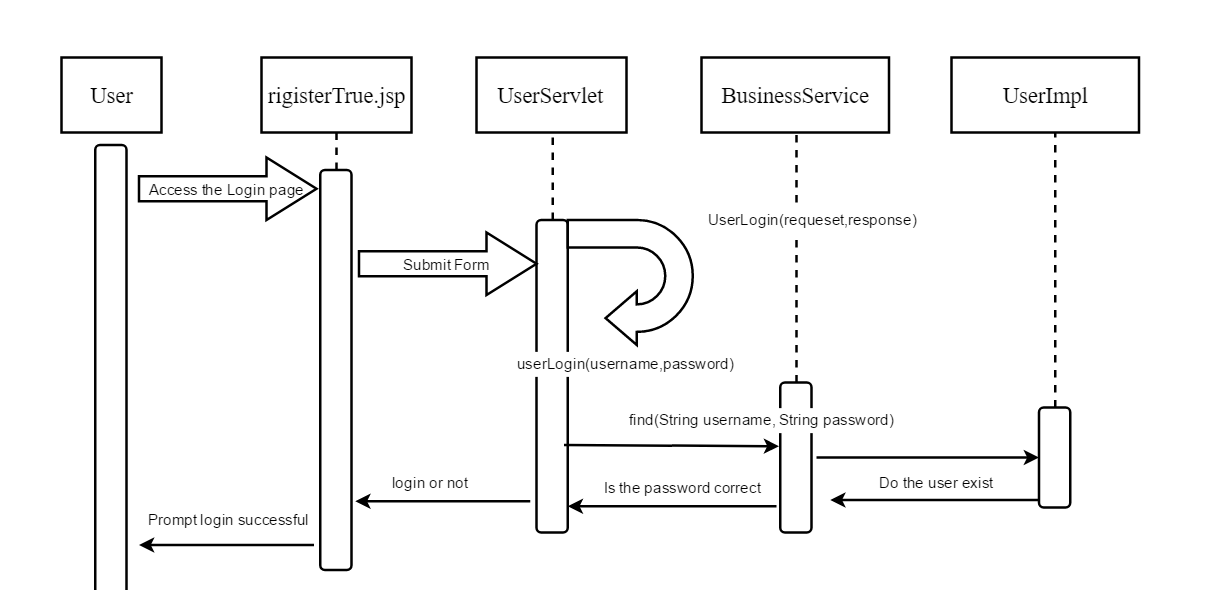 User
rigisterTrue.jsp
UserServlet
BusinessService
UserImpl
Access the Login page
UserLogin(requeset,response)
Submit Form
userLogin(username,password)
find(String username, String password)
login or not
Is the password correct
Do the user exist
Prompt login successful